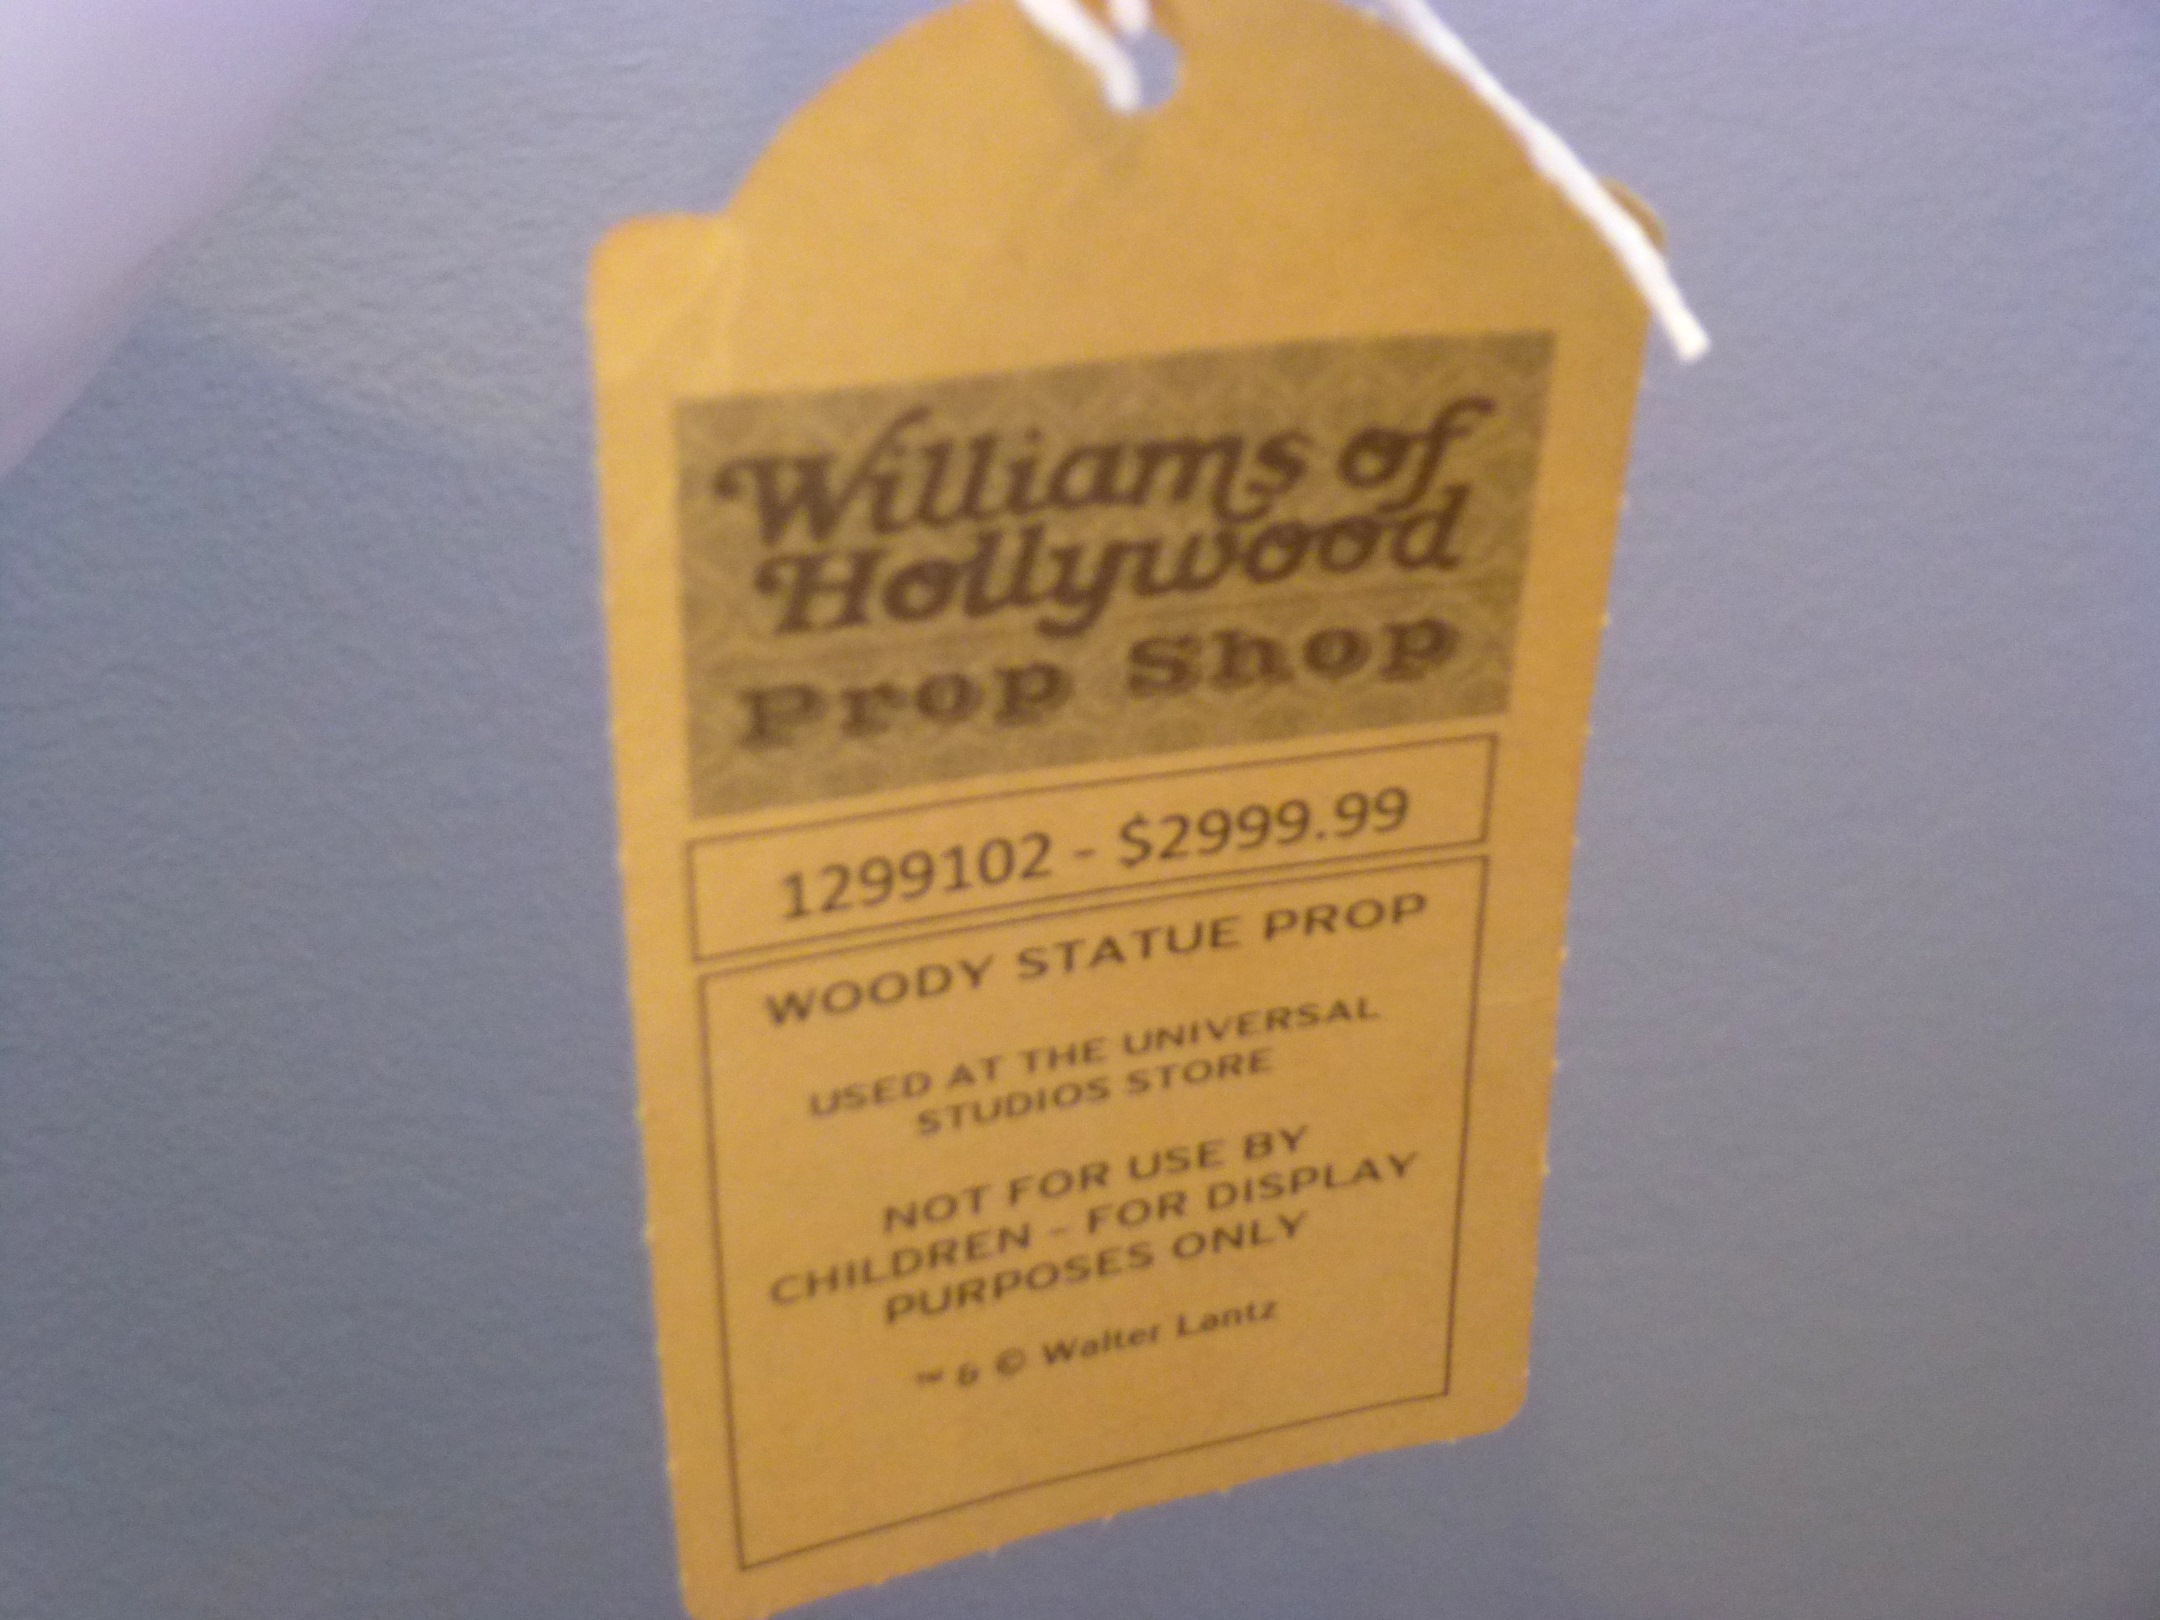 Williams of
Hollywood
Prop Shop
1299102 - $2999.99
WOODY STATUE PROP
USED AT THE UNIVERSAL
STUDIOS STORE
NOT FOR USE BY
CHILDREN - FOR DISPLAY
PURPOSES ONLY
™ & © Walter Lantz